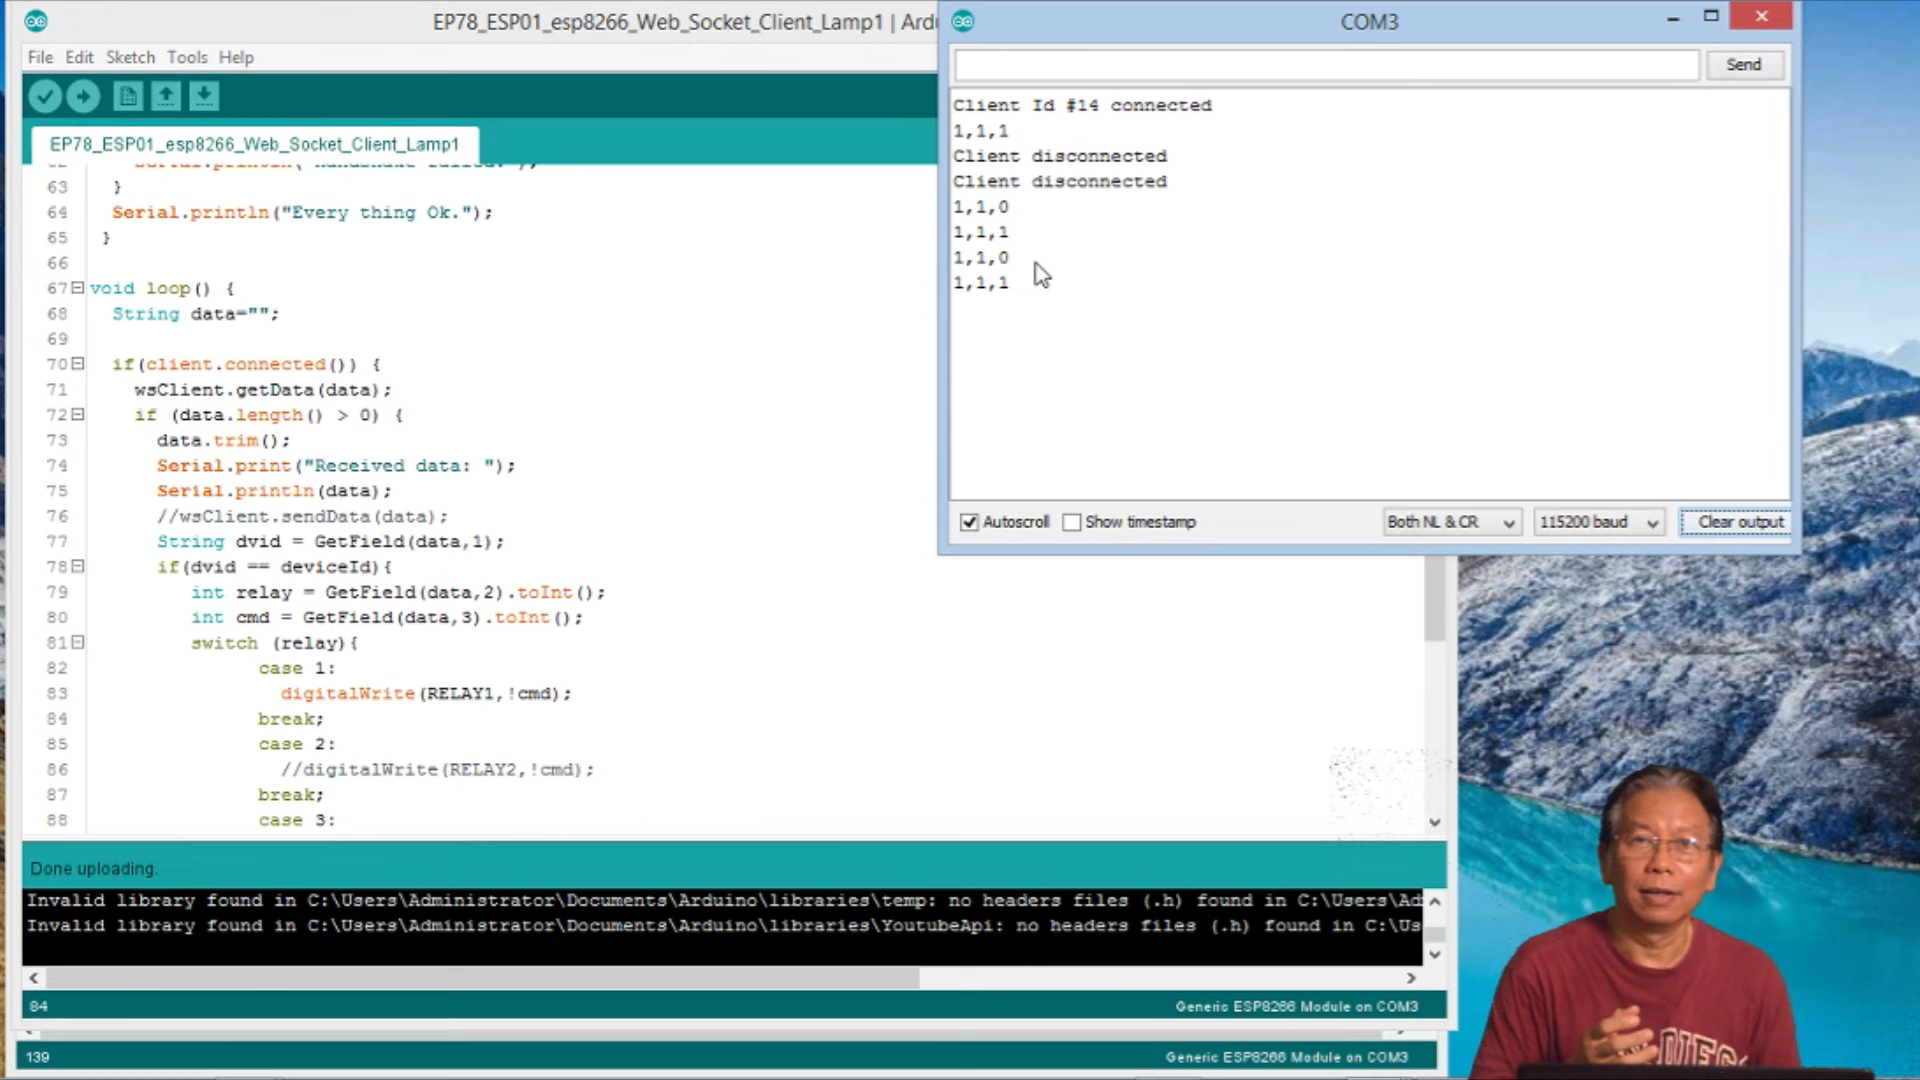 EP78_ESP01_esp8266_Web_Socket_Client_Lamp1 | Ardu
File Edit Sketch Tools Help
EP78_ESP01_esp8266_Web_Socket_Client_Lamp1
63 }
64 Serial.println("Every thing Ok.");
65 }
66
67 void loop() {
68 String data="";
69
70 if(client.connected()) {
71 wsClient.getData(data);
72 if (data.length() > 0) {
73 data.trim();
74 Serial.print("Received data: ");
75 Serial.println(data);
76 //wsClient.sendData(data);
77 String dvid = GetField(data,1);
78 if(dvid == deviceId){
79 int relay = GetField(data,2).toInt();
80 int cmd = GetField(data,3).toInt();
81 switch (relay){
82 case 1:
83 digitalWrite(RELAY1,!cmd);
84 break;
85 case 2:
86 //digitalWrite(RELAY2,!cmd);
87 break;
88 case 3:
Done uploading.
Invalid library found in C:\Users\Administrator\Documents\Arduino\libraries\temp: no headers files (.h) found in C:\Users\Ad
Invalid library found in C:\Users\Administrator\Documents\Arduino\libraries\YoutubeApi: no headers files (.h) found in C:\Us
84
Generic ESP8266 Module on COM3
139
Generic ESP8266 Module on COM3
COM3
Send
Client Id #14 connected
1,1,1
Client disconnected
Client disconnected
1,1,0
1,1,1
1,1,0
1,1,1
Autoscroll Show timestamp
Both NL & CR
115200 baud
Clear output